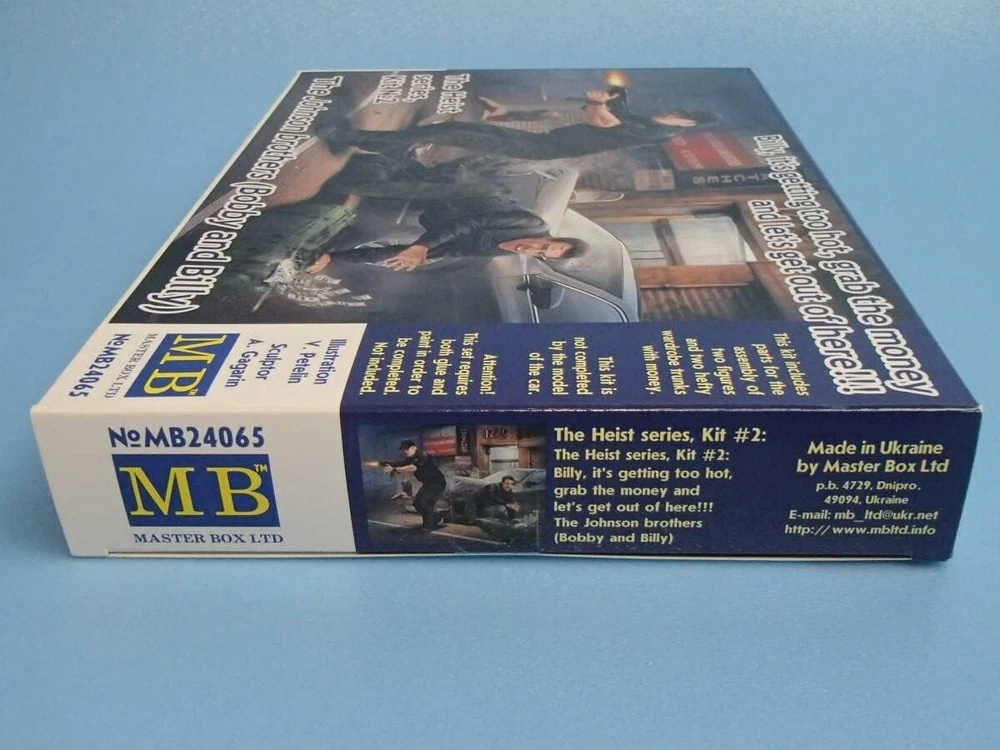 The Heist
series,
Kit №2
The Johnson brothers (Bobby and Billy)
Billy, it's getting too hot, grab the money
and let's get out of here!!!!
ATCHES
MB™
MASTER BOX LTD
№MB24065
Illustration
V. Petelin
Sculptor
A. Gagarin
Attention!
This set requires
both glue and
paint in order to
be completed.
Not included.
This kit is
not completed
by the model
of the car.
This kit includes
parts for the
assembly of
two figures
and two hefty
wardrobe trunks
with money.
№MB24065
MB™
MASTER BOX LTD
The Heist series, Kit #2:
The Heist series, Kit #2:
Billy, it's getting too hot,
grab the money and
let's get out of here!!!
The Johnson brothers
(Bobby and Billy)
Made in Ukraine
by Master Box Ltd
p.b. 4729, Dnipro,
49094, Ukraine
E-mail: mb_ltd@ukr.net
http://www.mbltd.info